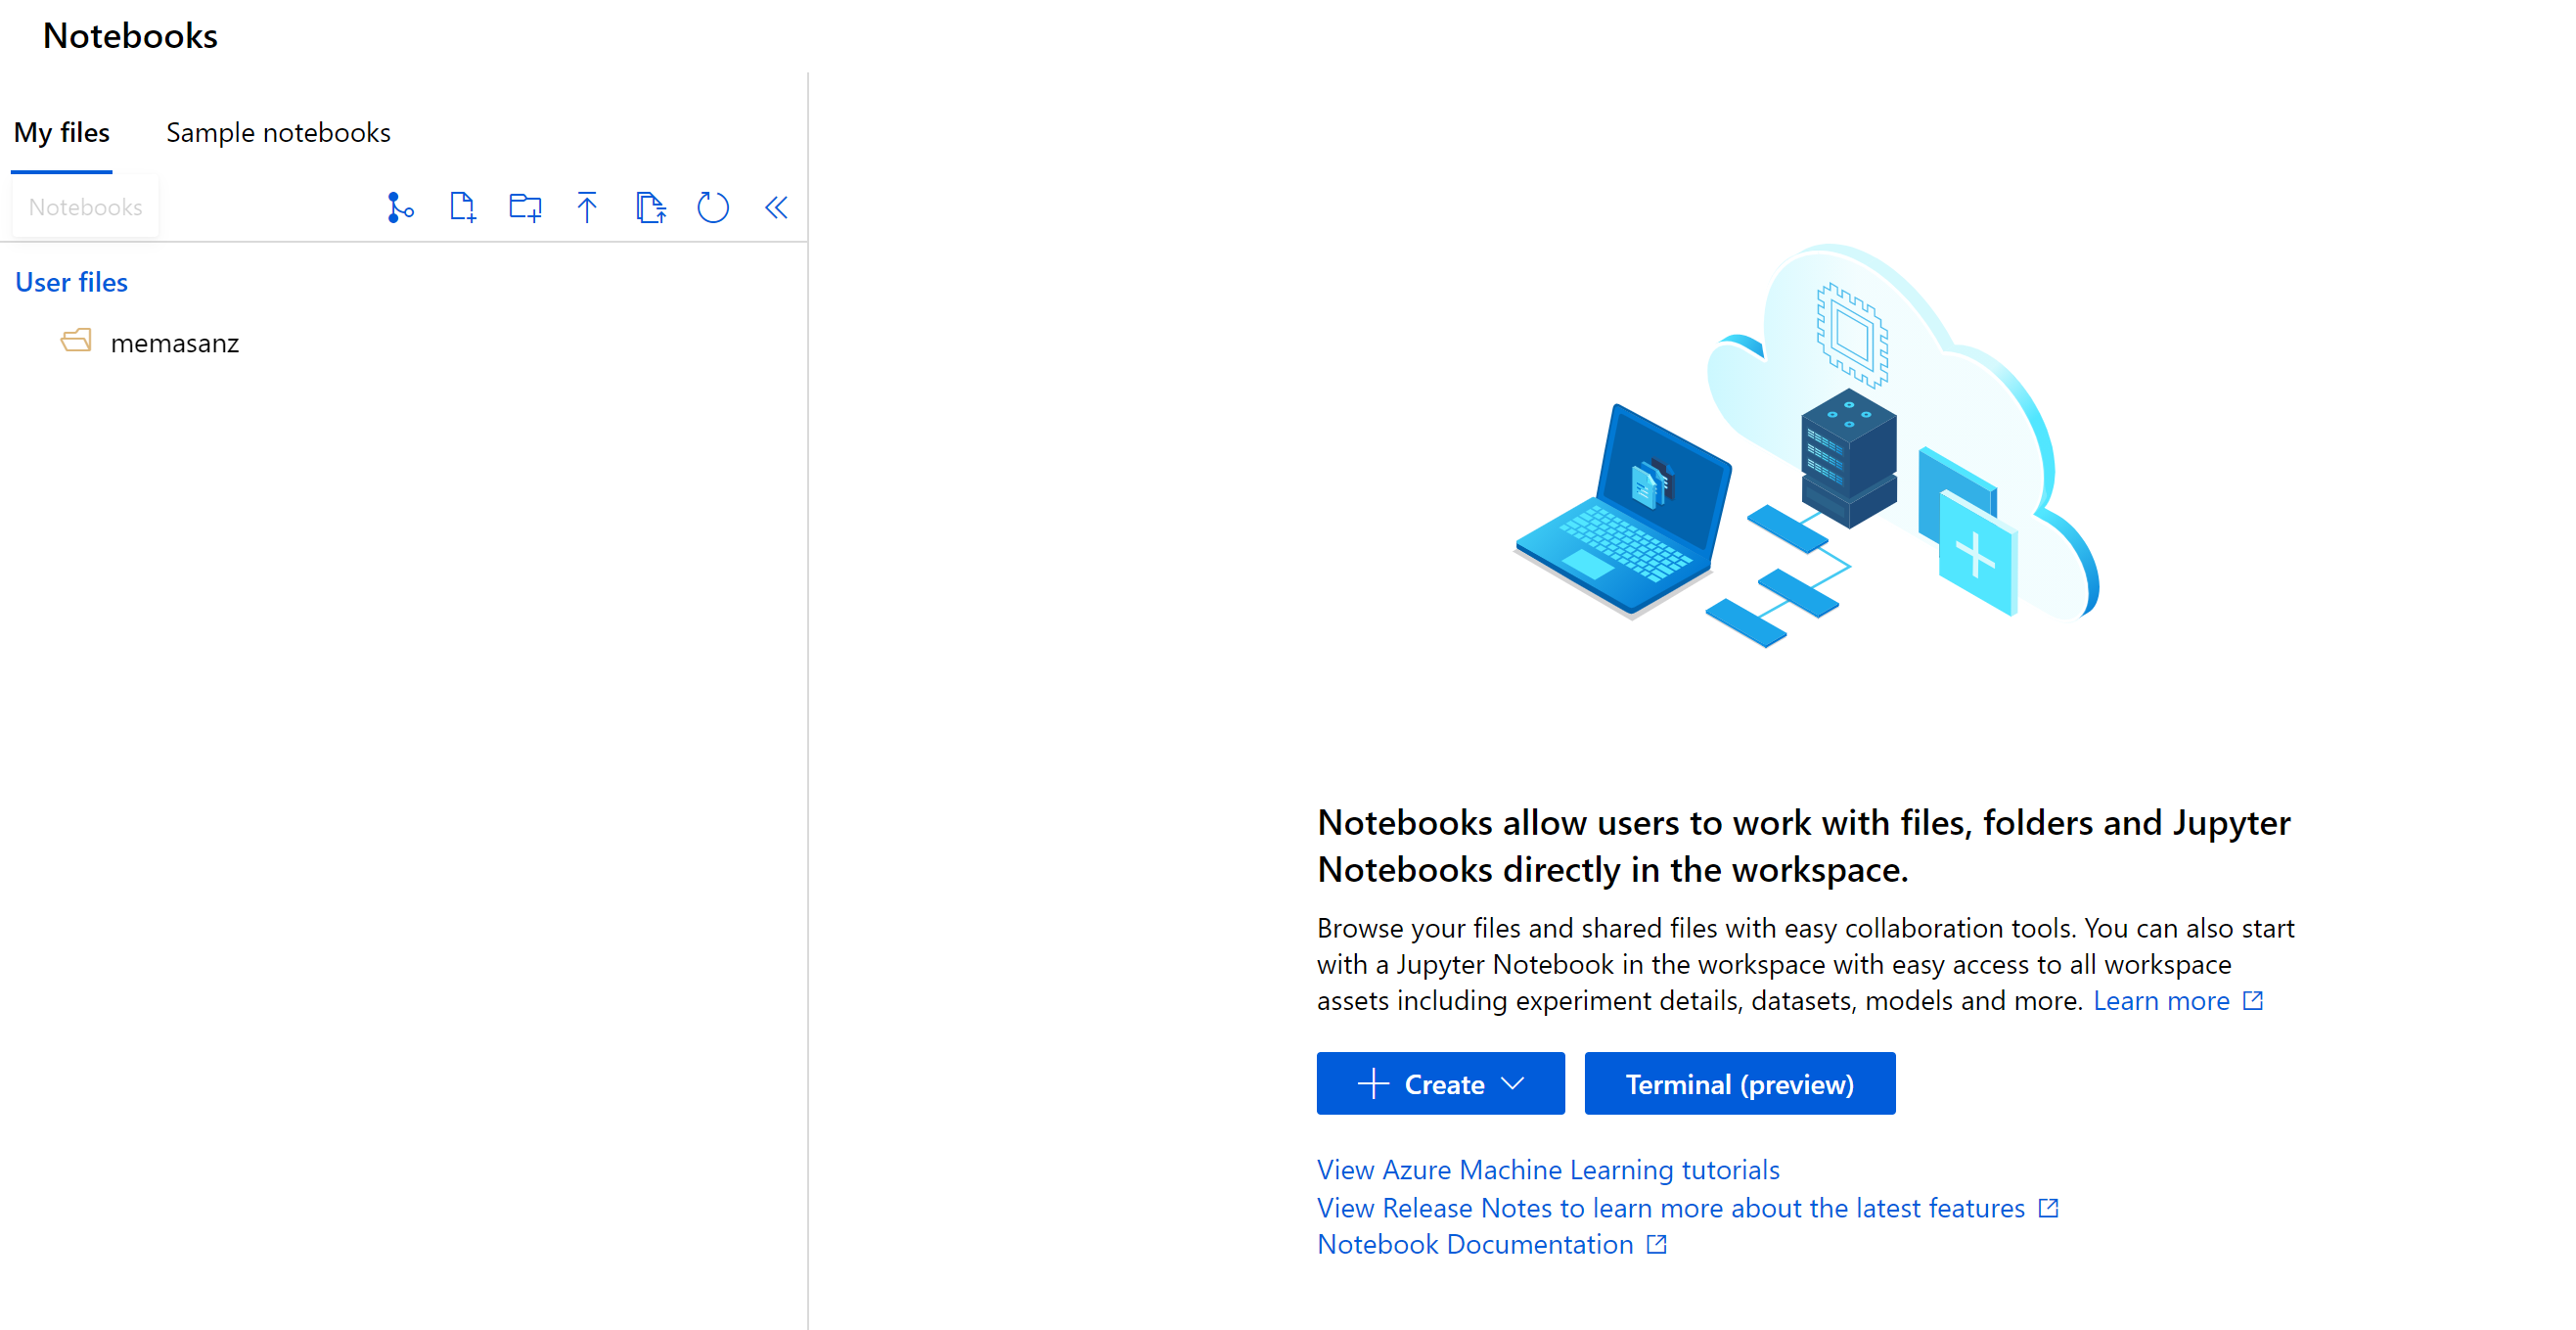 Notebooks
My files
Sample notebooks
Notebooks
User files
memasanz
Notebooks allow users to work with files, folders and Jupyter
Notebooks directly in the workspace.
Browse your files and shared files with easy collaboration tools. You can also start
with a Jupyter Notebook in the workspace with easy access to all workspace
assets including experiment details, datasets, models and more. Learn more
Create
Terminal (preview)
View Azure Machine Learning tutorials
View Release Notes to learn more about the latest features
Notebook Documentation